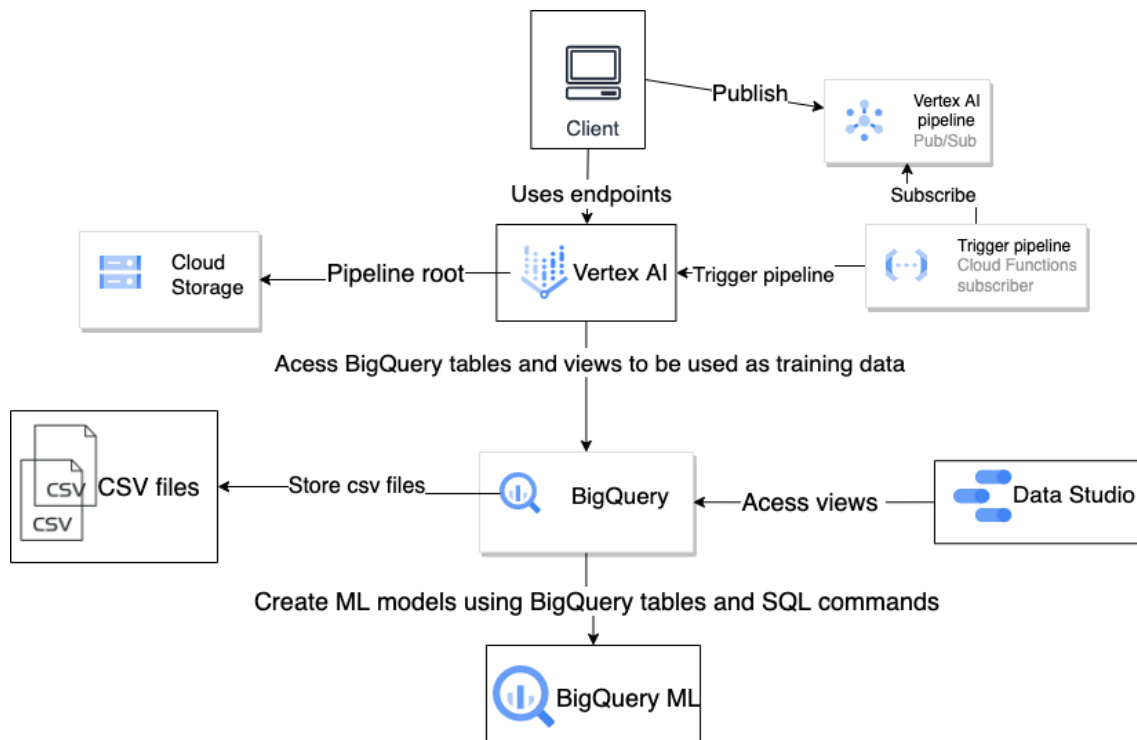 Client
Publish
Vertex AI
pipeline
Pub/Sub
Uses endpoints
Subscribe
Cloud
Storage
Pipeline root
Vertex AI
Trigger pipeline
Trigger pipeline
Cloud Functions
subscriber
Acess BigQuery tables and views to be used as training data
CSV
CSV
CSV files
Store csv files
BigQuery
Acess views
Data Studio
Create ML models using BigQuery tables and SQL commands
BigQuery ML